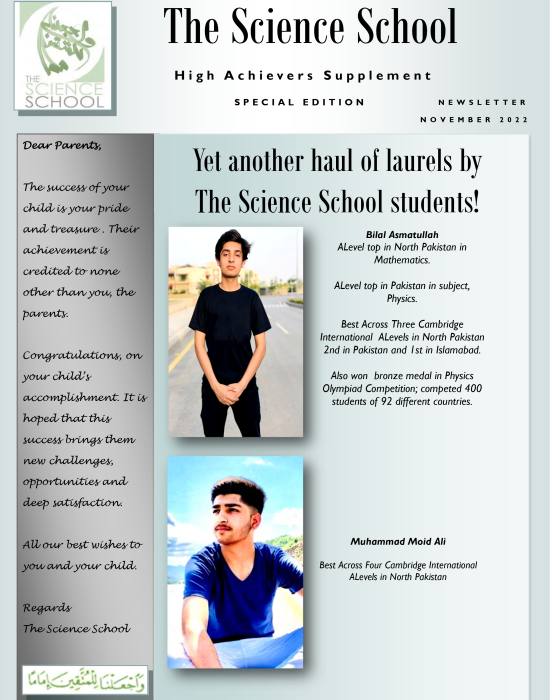 The Science School
High Achievers Supplement
SPECIAL EDITION
NEWSLETTER
NOVEMBER 2022
THE
SCIENCE
SCHOOL
Dear Parents,
The success of your
child is your pride
and treasure . Their
achievement is
credited to none
other than you, the
parents.
Congratulations, on
your child's
accomplishment. It is
hoped that this
success brings them
new challenges,
opportunities and
deep satisfaction.
All our best wishes to
you and your child.
Regards
The Science School
وَاجْعَلْنَا لِلْمُتَّقِينَ إِمَامًا
Yet another haul of laurels by
The Science School students!
Bilal Asmatullah
ALevel top in North Pakistan in
Mathematics.
ALevel top in Pakistan in subject,
Physics.
Best Across Three Cambridge
International ALevels in North Pakistan
2nd in Pakistan and 1st in Islamabad.
Also won bronze medal in Physics
Olympiad Competition; competed 400
students of 92 different countries.
Muhammad Moid Ali
Best Across Four Cambridge International
ALevels in North Pakistan